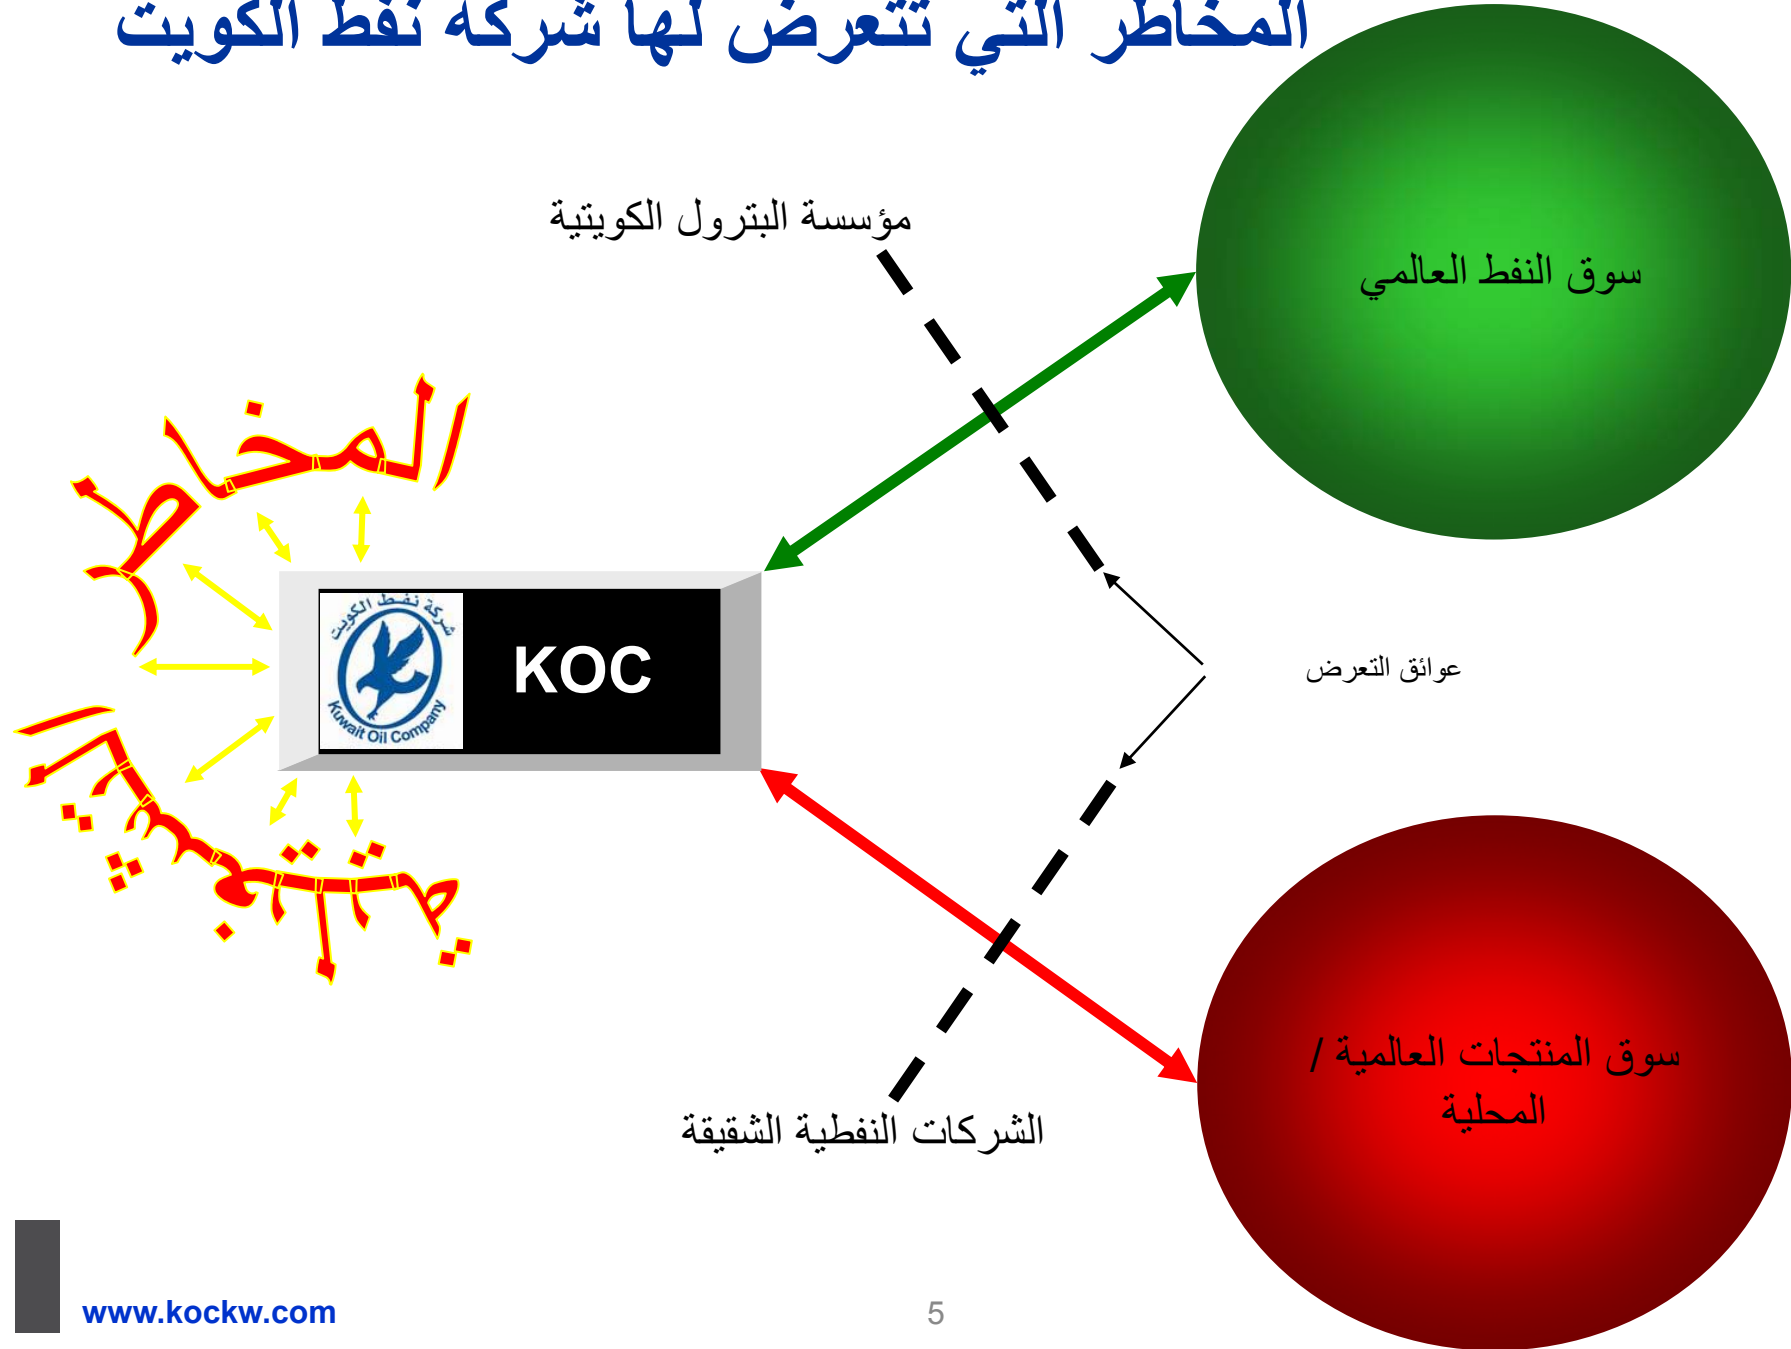 المخاطر التي تتعرض لها شركة نفط الكويت
مؤسسة البترول الكويتية
سوق النفط العالمي
المخاطر
شركة نفط الكويت
KOC
Kuwait Oil Company
عوائق التعرض
التشغيلية
سوق المنتجات العالمية /
المحلية
الشركات النفطية الشقيقة
www.kockw.com
5